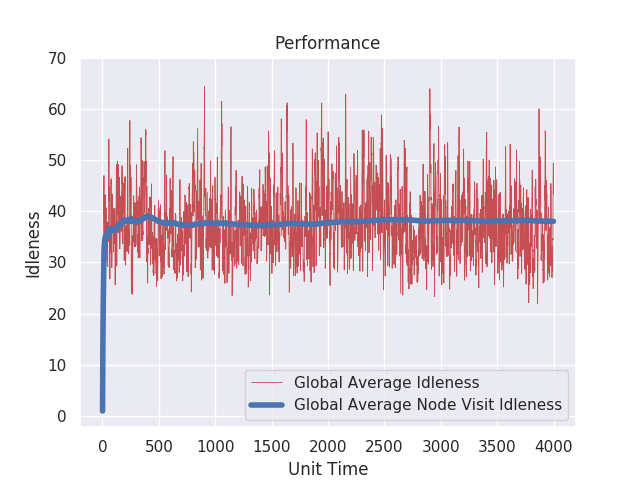 Performance
70
60
50
40
30
20
10
0
Idleness
0 500 1000 1500 2000 2500 3000 3500 4000
Unit Time
Global Average Idleness
Global Average Node Visit Idleness